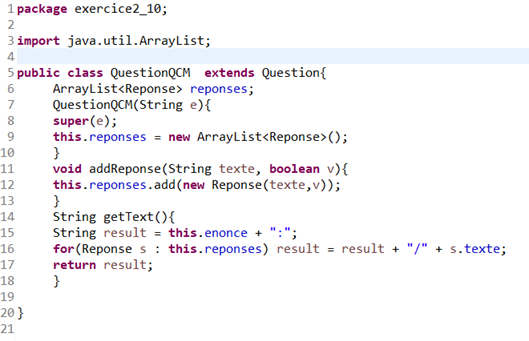 1 package exercice2_10;
2
3 import java.util.ArrayList;
4
5 public class QuestionQCM  extends Question{
6     ArrayList<Reponse> reponses;
7     QuestionQCM(String e){
8     super(e);
9     this.reponses = new ArrayList<Reponse>();
10     }
11     void addReponse(String texte, boolean v){
12     this.reponses.add(new Reponse(texte,v));
13     }
14     String getText(){
15     String result = this.enonce + ":";
16     for(Reponse s : this.reponses) result = result + "/" + s.texte;
17     return result;
18     }
19
20 }
21